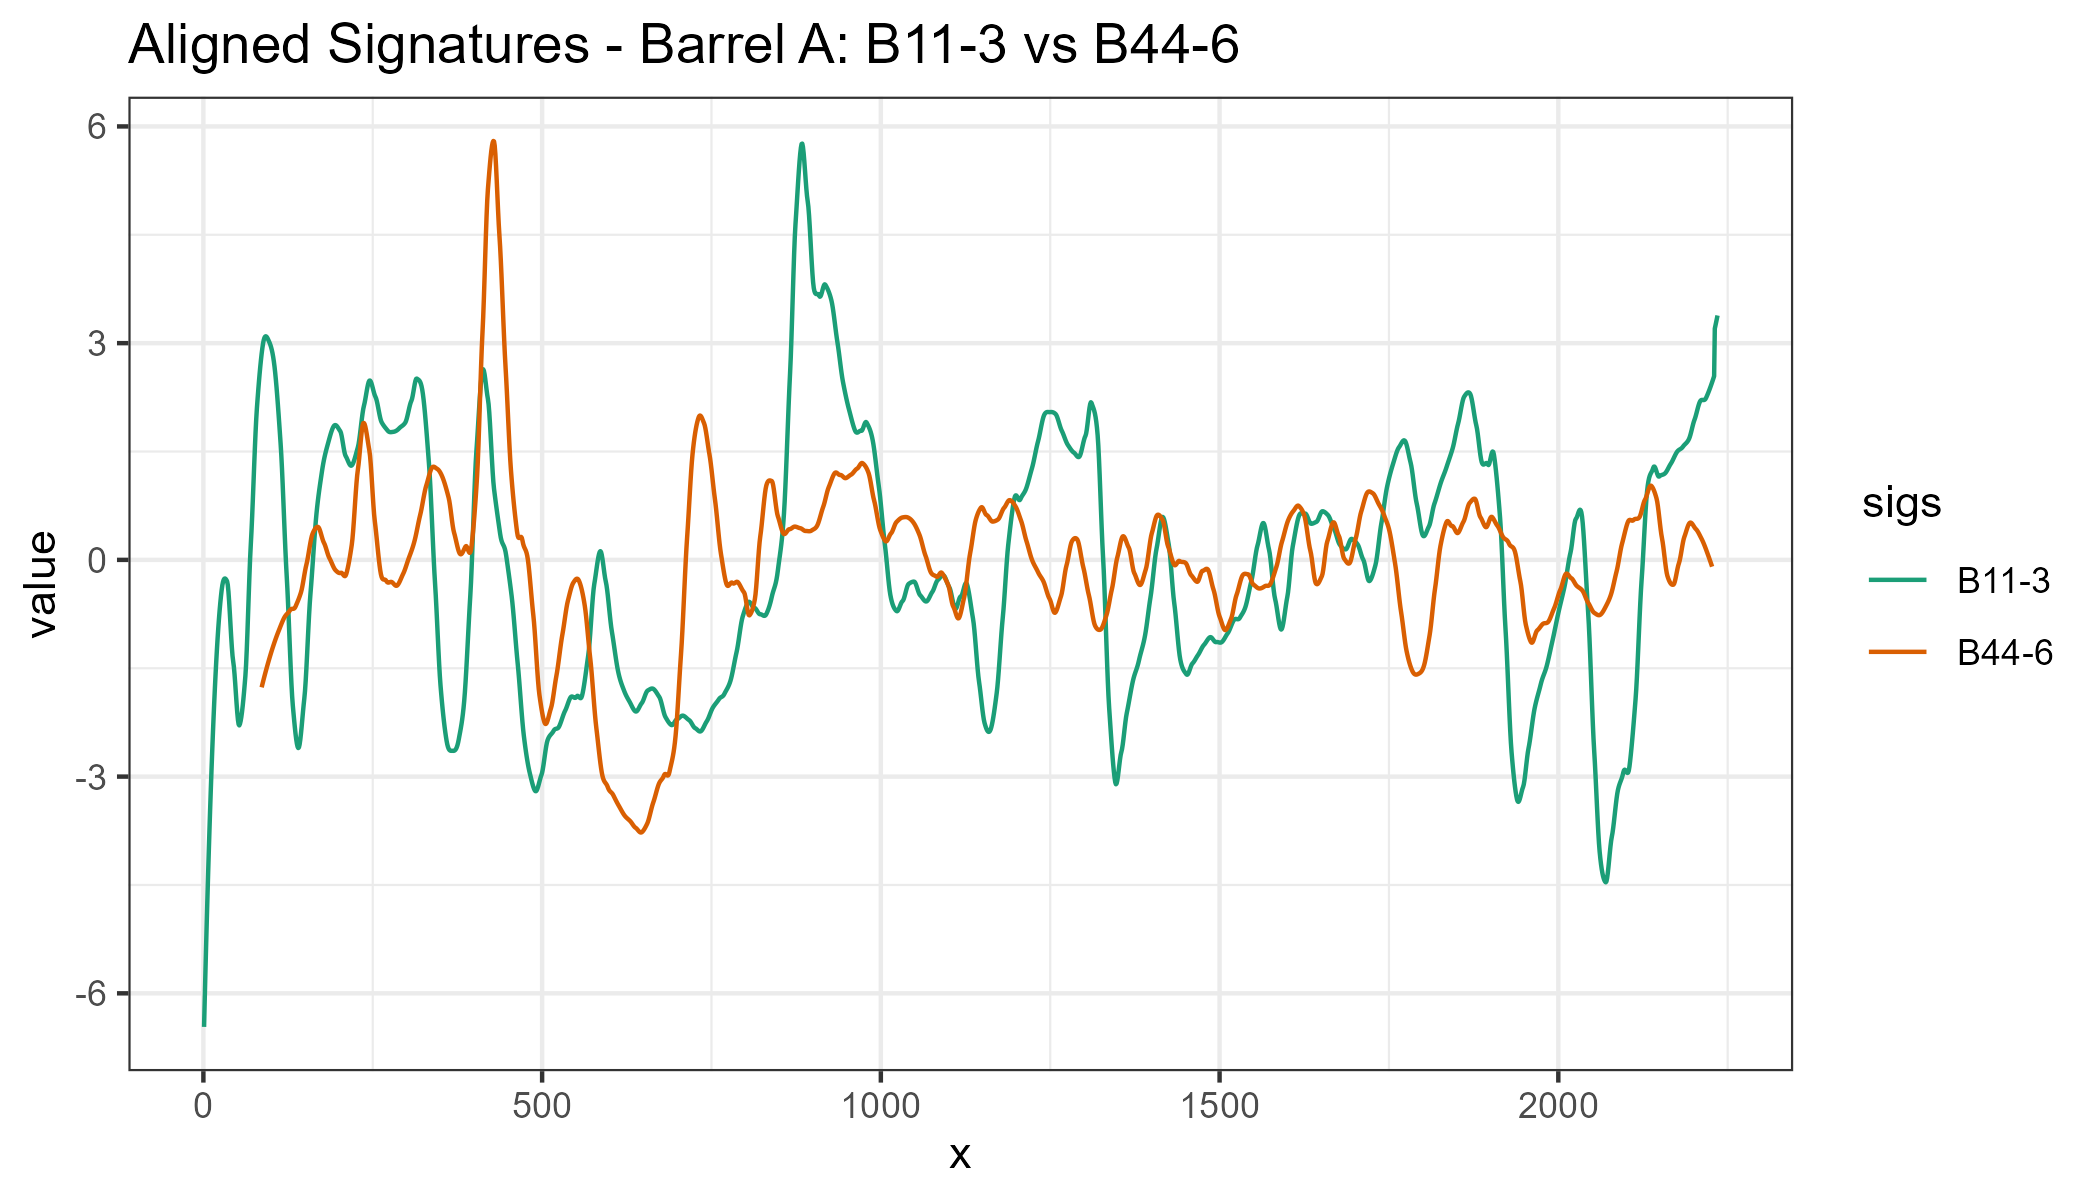 Aligned Signatures - Barrel A: B11-3 vs B44-6
value
6
3
0
-3
-6
0 500 1000 1500 2000
x
sigs
B11-3
B44-6